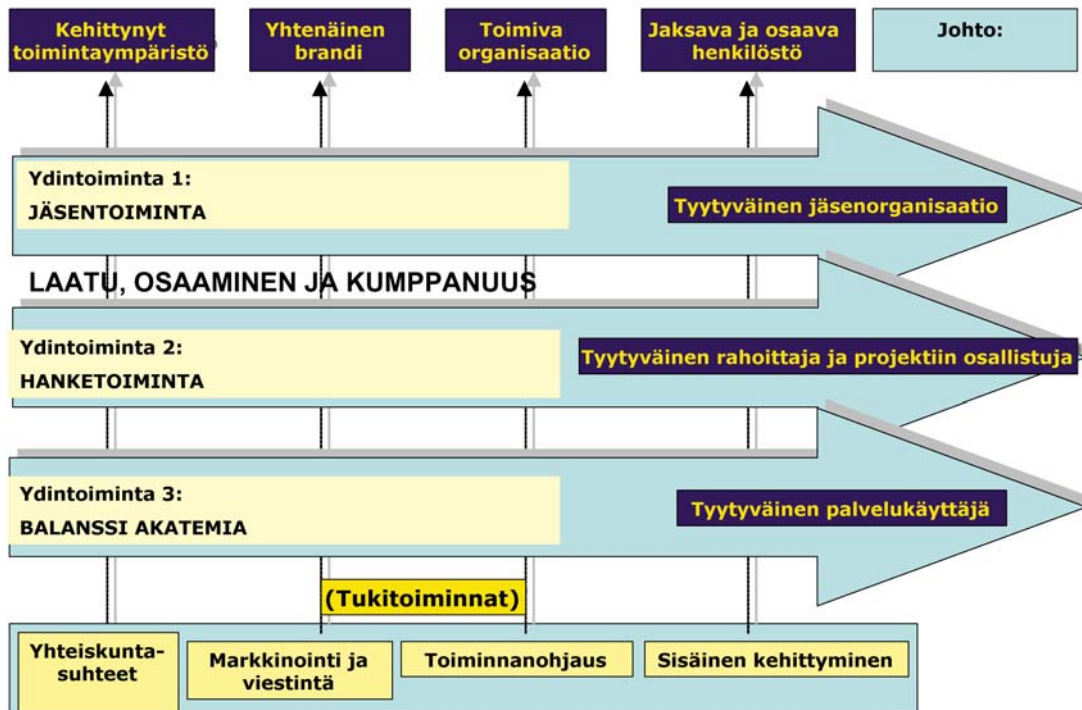 Kehittynyt
toimintaympäristö
Yhtenäinen
brandi
Toimiva
organisaatio
Jaksava ja osaava
henkilöstö
Johto:
Ydintoiminta 1:
JÄSENTOIMINTA
Tyytyväinen jäsenorganisaatio
LAATU, OSAAMINEN JA KUMPPANUUS
Ydintoiminta 2:
HANKETOIMINTA
Tyytyväinen rahoittaja ja projektiin osallistuja
Ydintoiminta 3:
BALANSSI AKATEMIA
Tyytyväinen palvelukäyttäjä
(Tukitoiminnat)
Yhteiskunta-
suhteet
Markkinointi ja
viestintä
Toiminnanohjaus
Sisäinen kehittyminen